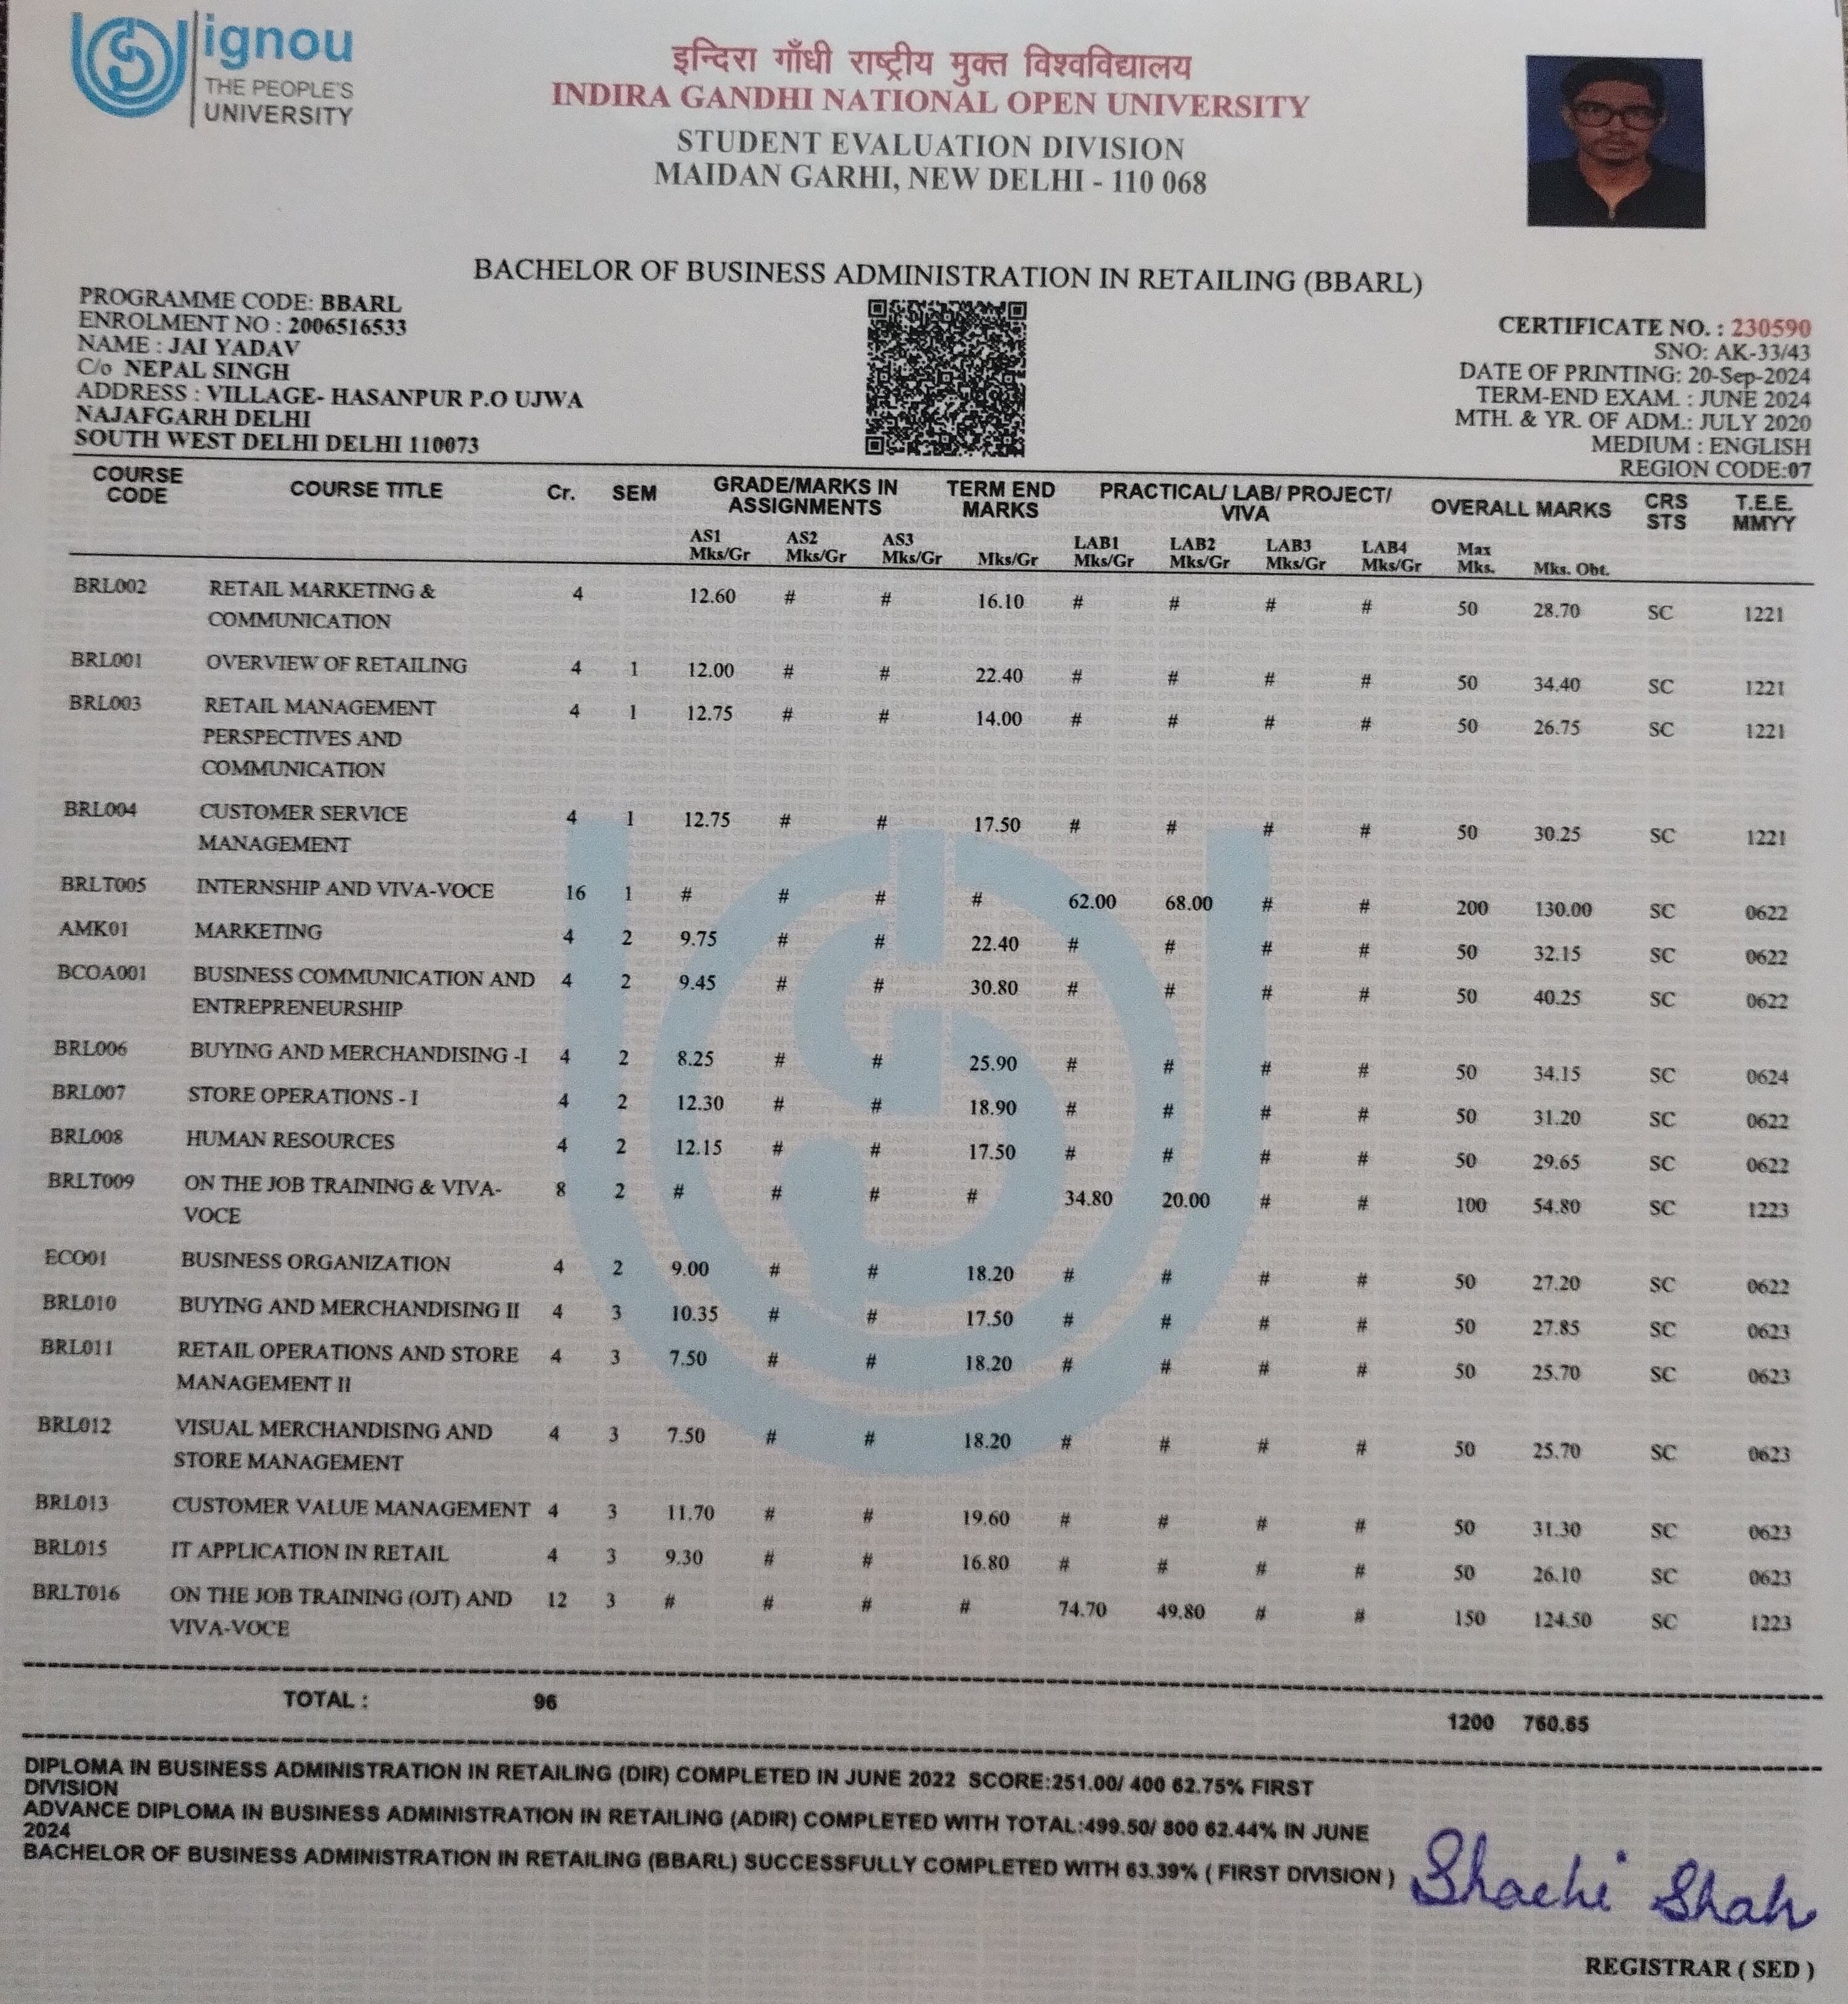 ignou
THE PEOPLE'S
UNIVERSITY
इन्दिरा गाँधी राष्ट्रीय मुक्त विश्वविद्यालय
INDIRA GANDHI NATIONAL OPEN UNIVERSITY
STUDENT EVALUATION DIVISION
MAIDAN GARHI, NEW DELHI - 110 068
BACHELOR OF BUSINESS ADMINISTRATION IN RETAILING (BBARL)
PROGRAMME CODE: BBARL
ENROLMENT NO : 2006516533
NAME : JAI YADAV
C/o NEPAL SINGH
ADDRESS : VILLAGE- HASANPUR P.O UJWA
NAJAFGARH DELHI
SOUTH WEST DELHI DELHI 110073
CERTIFICATE NO. : 230590
SNO: AK-33/43
DATE OF PRINTING: 20-Sep-2024
TERM-END EXAM. : JUNE 2024
MTH. & YR. OF ADM.: JULY 2020
MEDIUM : ENGLISH
REGION CODE:07
COURSE CODE COURSE TITLE Cr. SEM GRADE/MARKS IN ASSIGNMENTS TERM END MARKS PRACTICAL/ LAB/ PROJECT/ VIVA OVERALL MARKS CRS STS T.E.E. MMYY
AS1 Mks/Gr AS2 Mks/Gr AS3 Mks/Gr Mks/Gr LAB1 Mks/Gr LAB2 Mks/Gr LAB3 Mks/Gr LAB4 Mks/Gr Max Mks. Mks. Obt.
BRL002 RETAIL MARKETING & 4 12.60 # # 16.10 # # # # 50 28.70 SC 1221
COMMUNICATION
BRL001 OVERVIEW OF RETAILING 4 1 12.00 # # 22.40 # # # # 50 34.40 SC 1221
BRL003 RETAIL MANAGEMENT 4 1 12.75 # # 14.00 # # # # 50 26.75 SC 1221
PERSPECTIVES AND
COMMUNICATION
BRL004 CUSTOMER SERVICE 4 1 12.75 # # 17.50 # # # # 50 30.25 SC 1221
MANAGEMENT
BRLT005 INTERNSHIP AND VIVA-VOCE 16 1 # # # # 62.00 68.00 # # 200 130.00 SC 0622
AMK01 MARKETING 4 2 9.75 # # 22.40 # # # # 50 32.15 SC 0622
BCOA001 BUSINESS COMMUNICATION AND 4 2 9.45 # # 30.80 # # # # 50 40.25 SC 0622
ENTREPRENEURSHIP
BRL006 BUYING AND MERCHANDISING -I 4 2 8.25 # # 25.90 # # # # 50 34.15 SC 0624
BRL007 STORE OPERATIONS - I 4 2 12.30 # # 18.90 # # # # 50 31.20 SC 0622
BRL008 HUMAN RESOURCES 4 2 12.15 # # 17.50 # # # # 50 29.65 SC 0622
BRLT009 ON THE JOB TRAINING & VIVA- 8 2 # # # # 34.80 20.00 # # 100 54.80 SC 1223
VOCE
ECO01 BUSINESS ORGANIZATION 4 2 9.00 # # 18.20 # # # # 50 27.20 SC 0622
BRL010 BUYING AND MERCHANDISING II 4 3 10.35 # # 17.50 # # # # 50 27.85 SC 0623
BRL011 RETAIL OPERATIONS AND STORE 4 3 7.50 # # 18.20 # # # # 50 25.70 SC 0623
MANAGEMENT II
BRL012 VISUAL MERCHANDISING AND 4 3 7.50 # # 18.20 # # # # 50 25.70 SC 0623
STORE MANAGEMENT
BRL013 CUSTOMER VALUE MANAGEMENT 4 3 11.70 # # 19.60 # # # # 50 31.30 SC 0623
BRL015 IT APPLICATION IN RETAIL 4 3 9.30 # # 16.80 # # # # 50 26.10 SC 0623
BRLT016 ON THE JOB TRAINING (OJT) AND 12 3 # # # # 74.70 49.80 # # 150 124.50 SC 1223
VIVA-VOCE
TOTAL : 96 1200 760.65
DIPLOMA IN BUSINESS ADMINISTRATION IN RETAILING (DIR) COMPLETED IN JUNE 2022 SCORE:251.00/ 400 62.75% FIRST
DIVISION
ADVANCE DIPLOMA IN BUSINESS ADMINISTRATION IN RETAILING (ADIR) COMPLETED WITH TOTAL:499.50/ 800 62.44% IN JUNE
2024
BACHELOR OF BUSINESS ADMINISTRATION IN RETAILING (BBARL) SUCCESSFULLY COMPLETED WITH 63.39% ( FIRST DIVISION )
Shachi Shah
REGISTRAR ( SED )